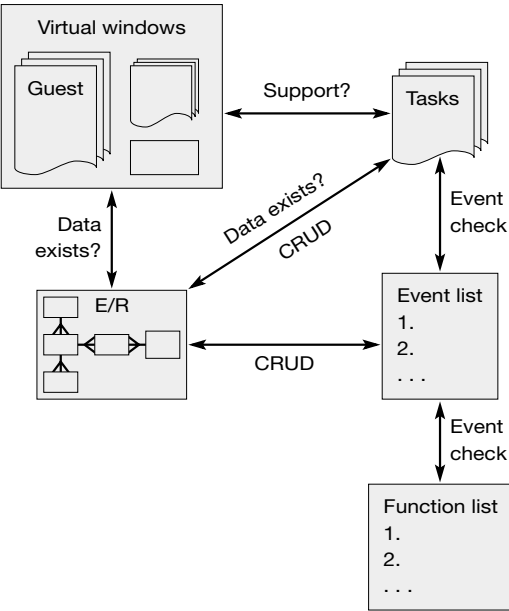 Virtual windows
Guest
Support?
Tasks
Data
exists?
Data exists?
CRUD
Event
check
E/R
CRUD
Event list
1.
2.
. . .
Event
check
Function list
1.
2.
. . .